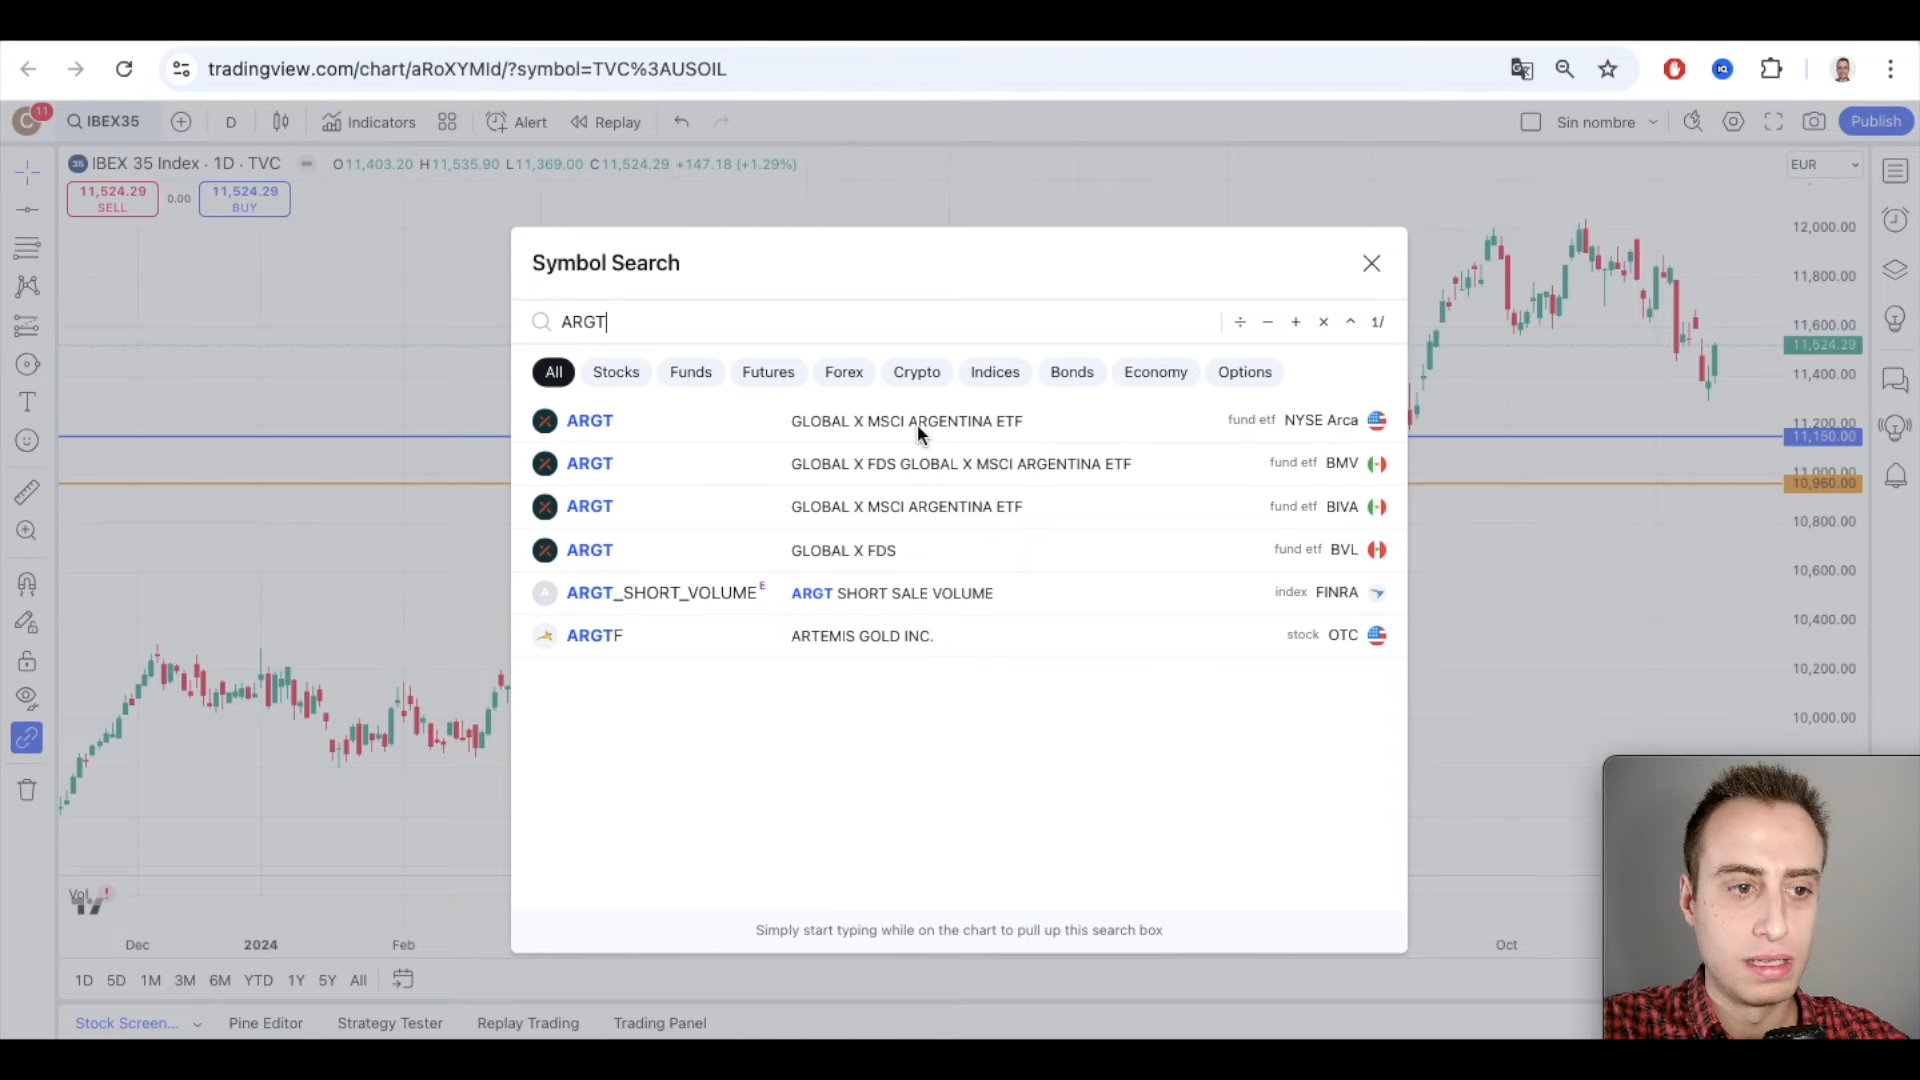 tradingview.com/chart/aRoXYMld/?symbol=TVC%3AUSOIL
C 11 IBEX35 D Indicators Alert Replay Sin nombre Publish
35 IBEX 35 Index · 1D · TVC O11,403.20 H11,535.90 L11,369.00 C11,524.29 +147.18 (+1.29%) EUR
11,524.29 SELL 0.00 11,524.29 BUY
Symbol Search
ARGT
÷ − + × ^ 1/
All Stocks Funds Futures Forex Crypto Indices Bonds Economy Options
ARGT GLOBAL X MSCI ARGENTINA ETF fund etf NYSE Arca
ARGT GLOBAL X FDS GLOBAL X MSCI ARGENTINA ETF fund etf BMV
ARGT GLOBAL X MSCI ARGENTINA ETF fund etf BIVA
ARGT GLOBAL X FDS fund etf BVL
A ARGT_SHORT_VOLUME E ARGT SHORT SALE VOLUME index FINRA
ARGTF ARTEMIS GOLD INC. stock OTC
Simply start typing while on the chart to pull up this search box
12,000.00
11,800.00
11,600.00
11,524.29
11,400.00
11,200.00
11,150.00
11,000.00
10,960.00
10,800.00
10,600.00
10,400.00
10,200.00
10,000.00
Vol
Dec 2024 Feb Oct
1D 5D 1M 3M 6M YTD 1Y 5Y All
Stock Screen... Pine Editor Strategy Tester Replay Trading Trading Panel